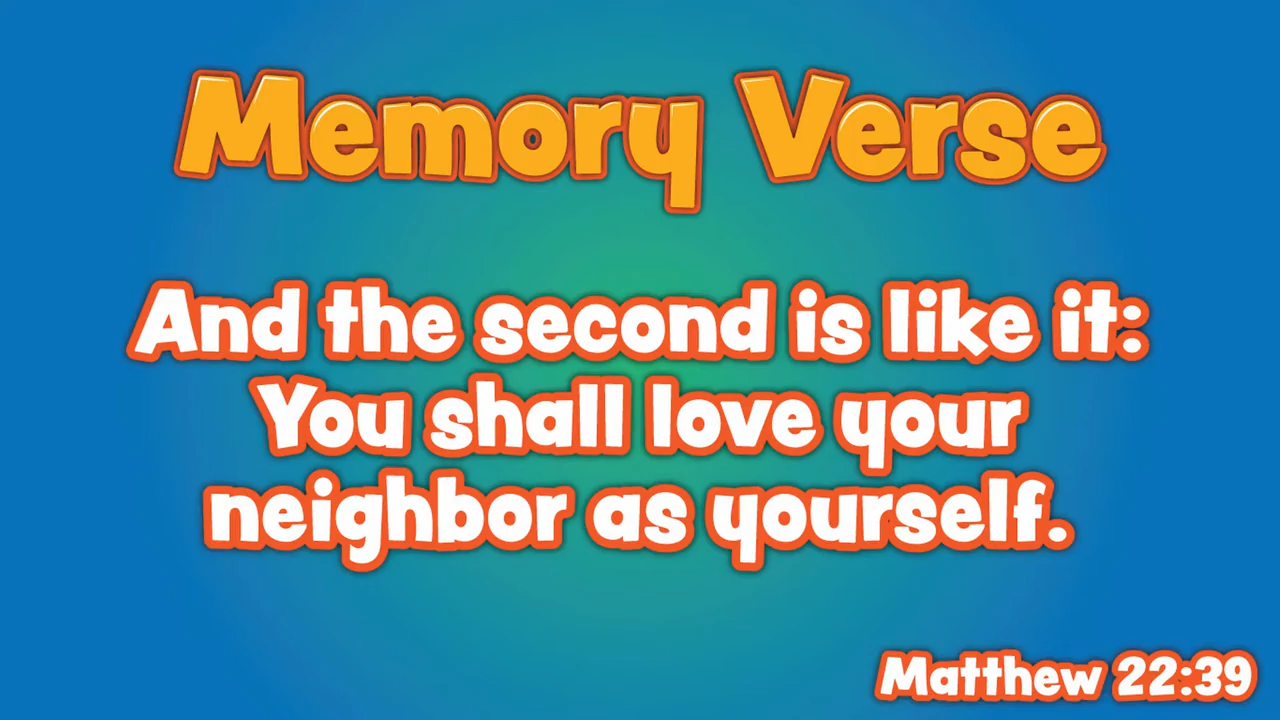 Memory Verse
And the second is like it:
You shall love your
neighbor as yourself.
Matthew 22:39